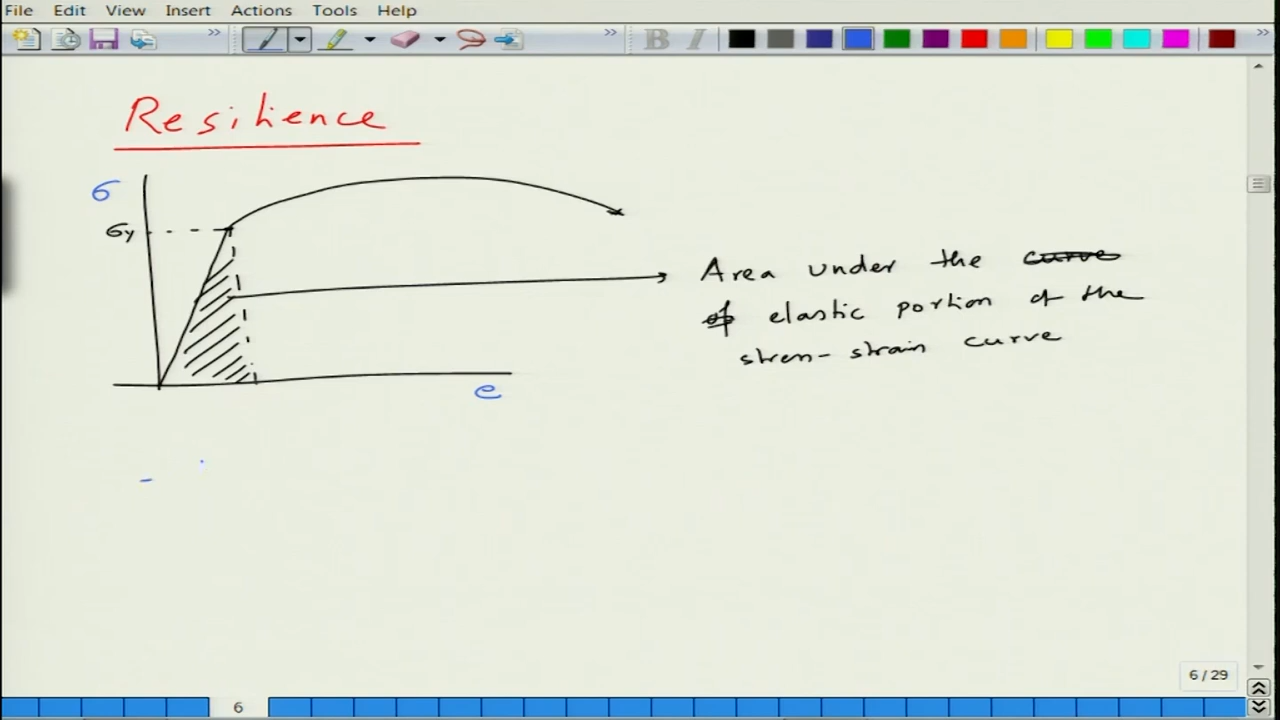 File Edit View Insert Actions Tools Help
B I
Resilience
σ
σy
Area under the curve
of elastic portion of the
stren-strain curve
e
6 / 29
6